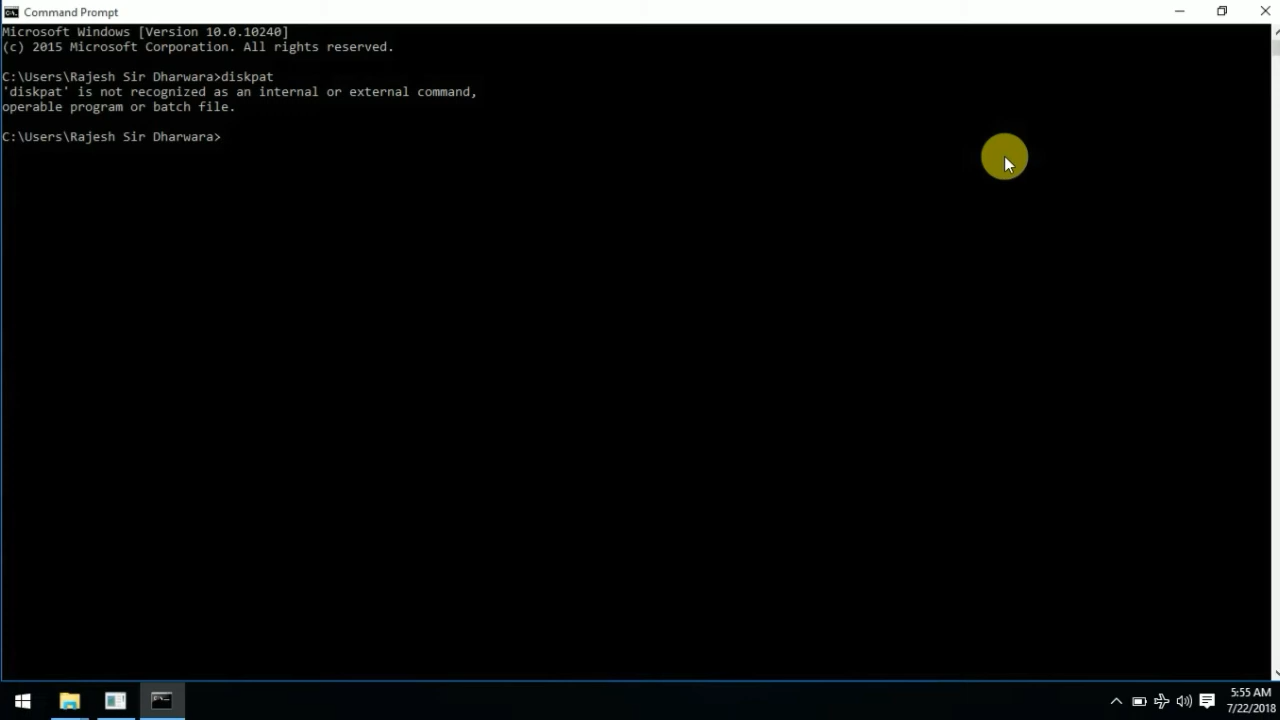 Command Prompt
Microsoft Windows [Version 10.0.10240]
(c) 2015 Microsoft Corporation. All rights reserved.
C:\Users\Rajesh Sir Dharwara>diskpat
'diskpat' is not recognized as an internal or external command,
operable program or batch file.
C:\Users\Rajesh Sir Dharwara>
5:55 AM
7/22/2018